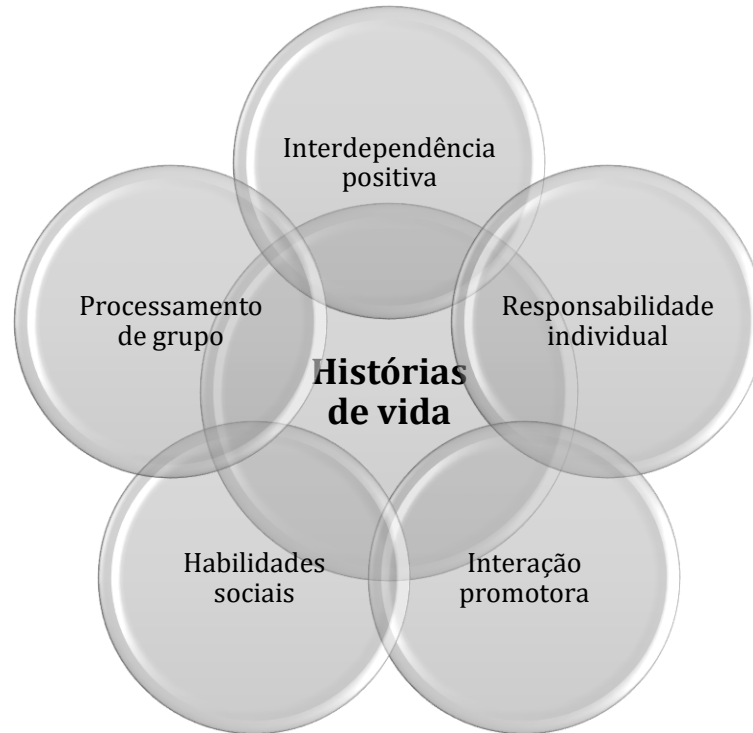 Interdependência
positiva
Responsabilidade
individual
Interação
promotora
Habilidades
sociais
Processamento
de grupo
Histórias
de vida